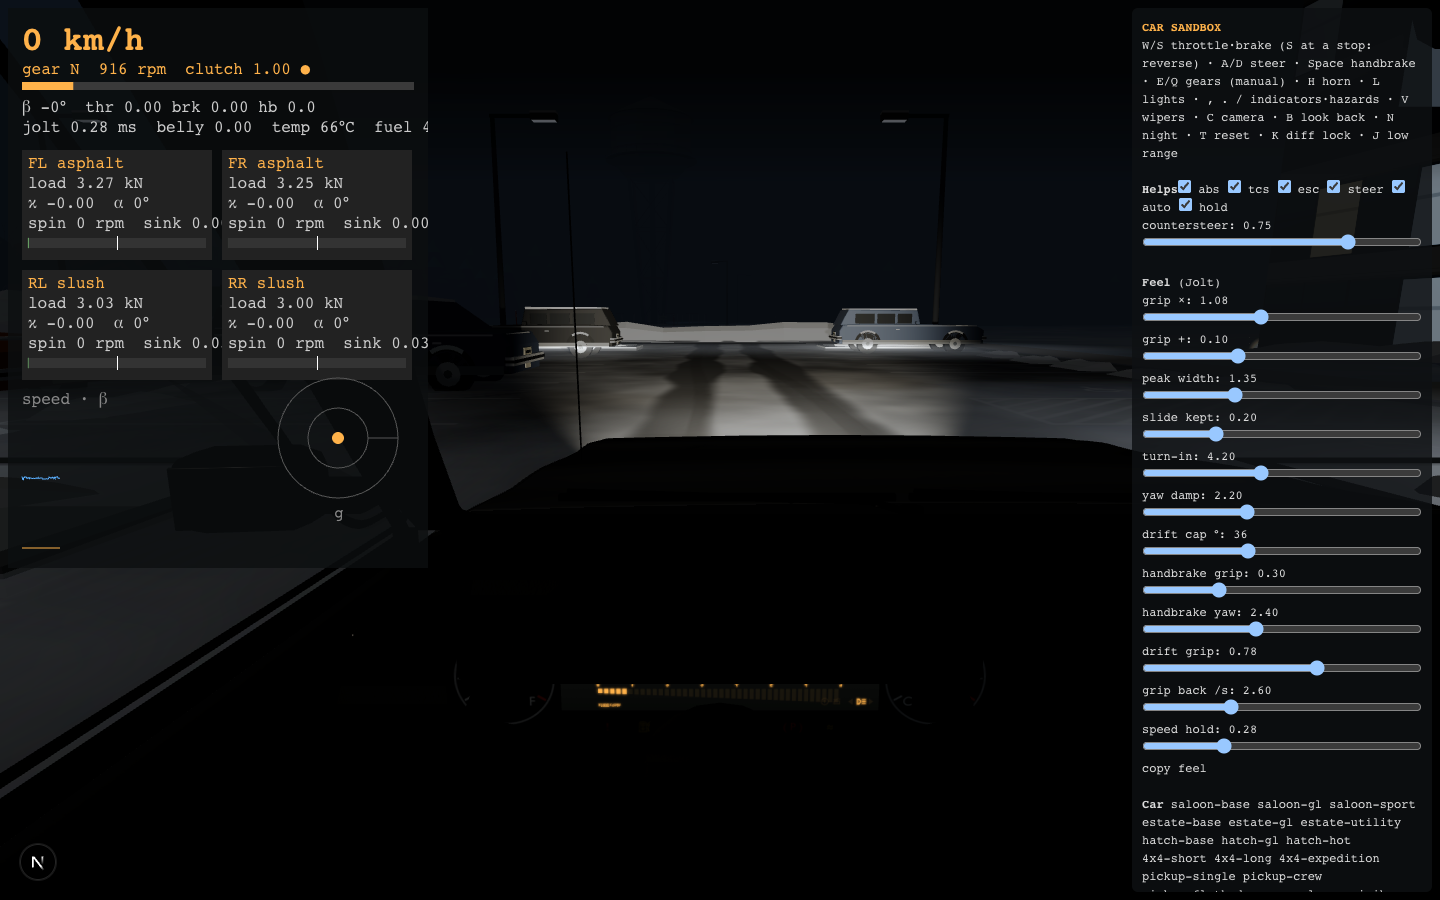 0 km/h
gear N 916 rpm clutch 1.00
β -0° thr 0.00 brk 0.00 hb 0.0
jolt 0.28 ms belly 0.00 temp 66°C fuel 4
FL asphalt
load 3.27 kN
ϰ -0.00 α 0°
spin 0 rpm sink 0.0
FR asphalt
load 3.25 kN
ϰ -0.00 α 0°
spin 0 rpm sink 0.00
RL slush
load 3.03 kN
ϰ -0.00 α 0°
spin 0 rpm sink 0.0
RR slush
load 3.00 kN
ϰ -0.00 α 0°
spin 0 rpm sink 0.03
speed · β
g
F
C
N
CAR SANDBOX
W/S throttle·brake (S at a stop:
reverse) · A/D steer · Space handbrake
· E/Q gears (manual) · H horn · L
lights · , . / indicators·hazards · V
wipers · C camera · B look back · N
night · T reset · K diff lock · J low
range
Helps abs tcs esc steer
auto hold
countersteer: 0.75
Feel (Jolt)
grip ×: 1.08
grip +: 0.10
peak width: 1.35
slide kept: 0.20
turn-in: 4.20
yaw damp: 2.20
drift cap °: 36
handbrake grip: 0.30
handbrake yaw: 2.40
drift grip: 0.78
grip back /s: 2.60
speed hold: 0.28
copy feel
Car saloon-base saloon-gl saloon-sport
estate-base estate-gl estate-utility
hatch-base hatch-gl hatch-hot
4x4-short 4x4-long 4x4-expedition
pickup-single pickup-crew